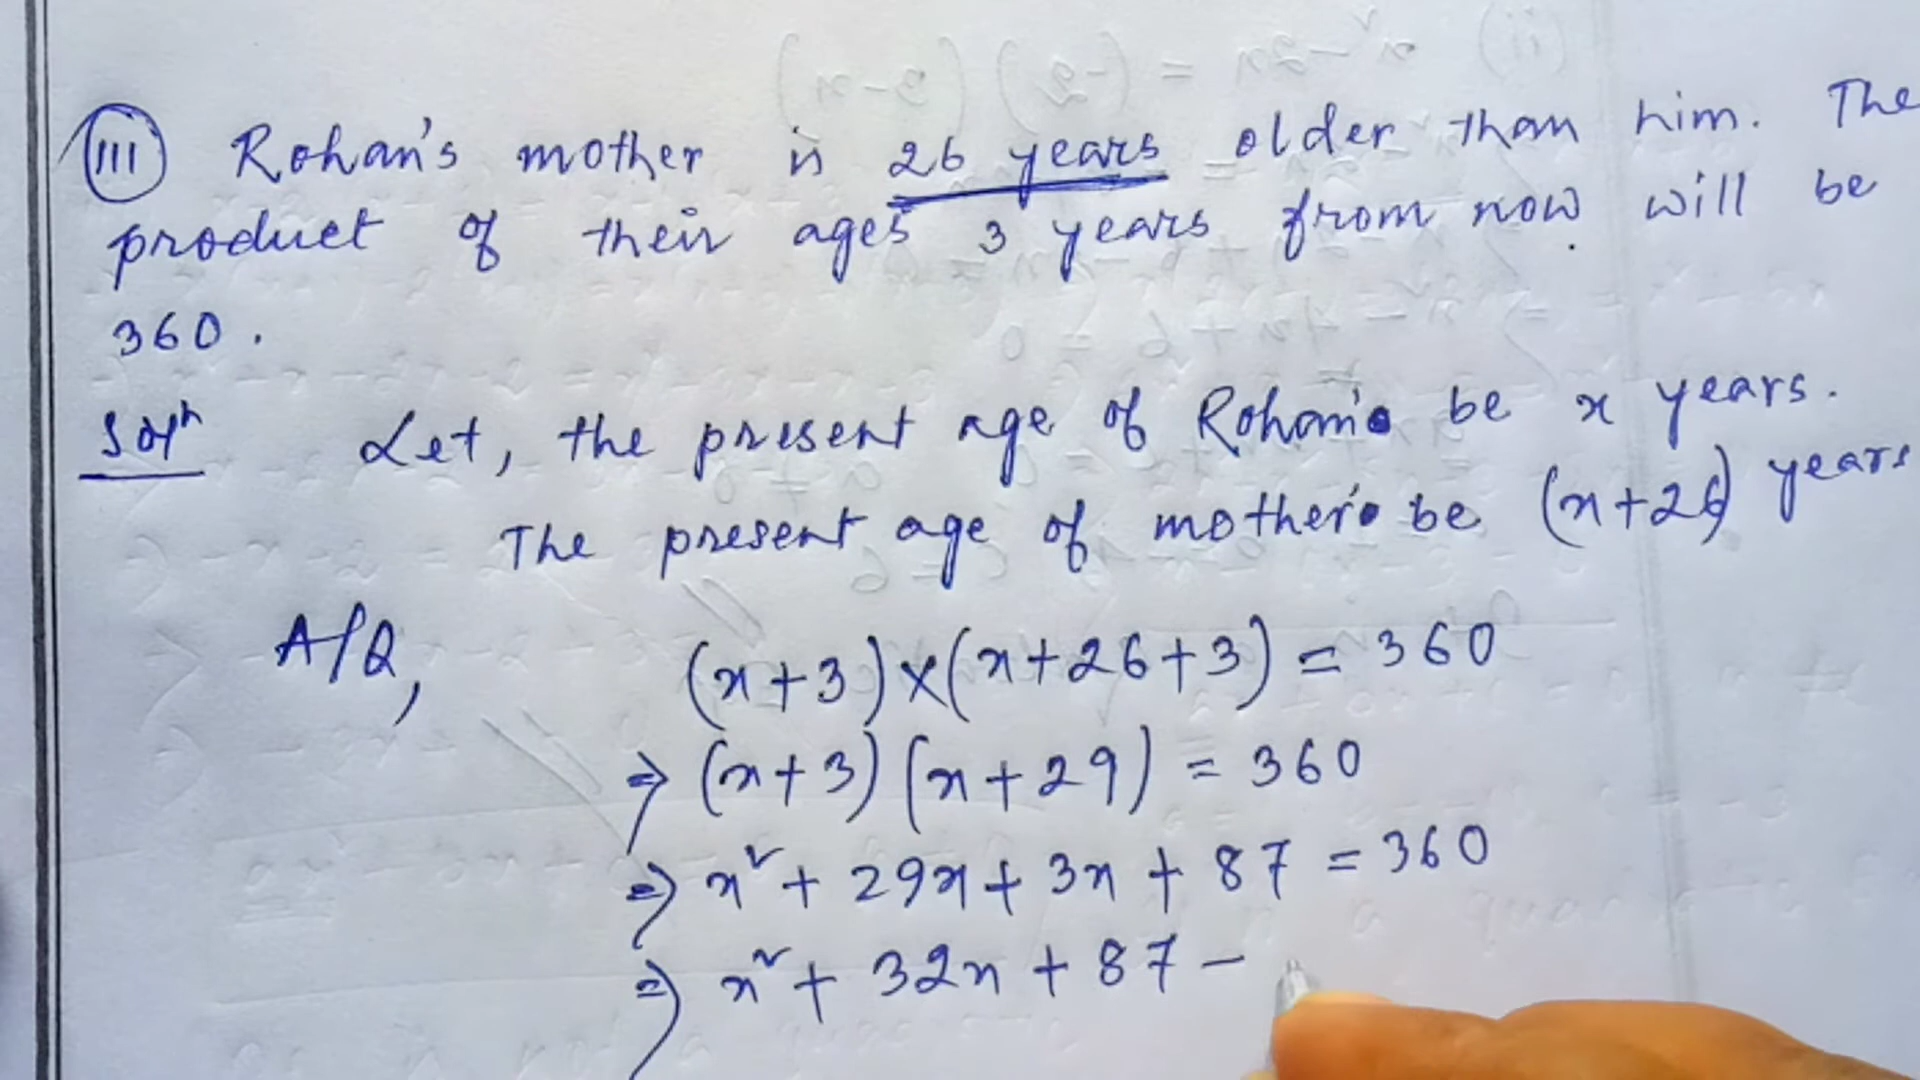 (III) Rohan's mother is 26 years older than him. The
product of their ages 3 years from now will be
360.
Solⁿ Let, the present age of Rohan's be x years.
The present age of mother's be (x+26) years
A/Q, (x+3)×(x+26+3) = 360
⇒ (x+3)(x+29) = 360
⇒ x² + 29x + 3x + 87 = 360
⇒ x² + 32x + 87 −